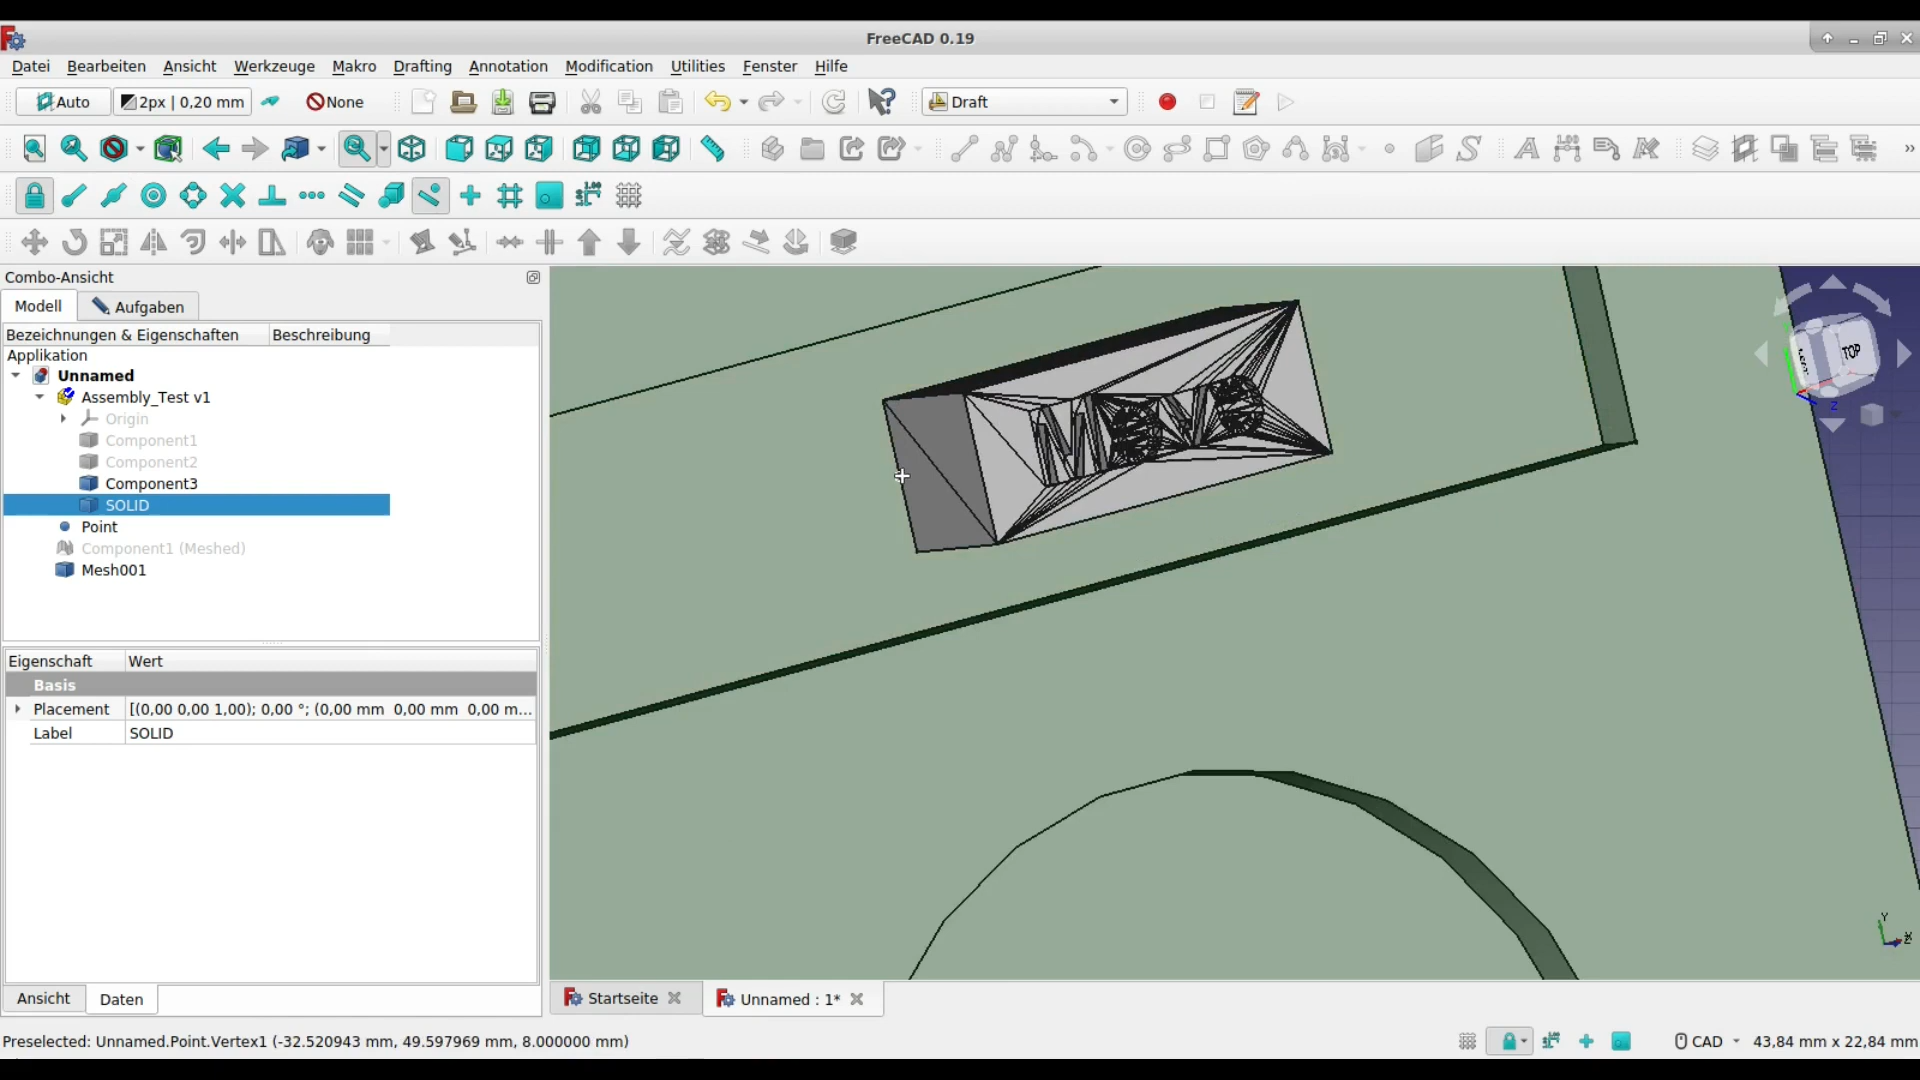 FreeCAD 0.19
Datei Bearbeiten Ansicht Werkzeuge Makro Drafting Annotation Modification Utilities Fenster Hilfe
Auto 2px | 0,20 mm None Draft
Combo-Ansicht
Modell Aufgaben
Bezeichnungen & Eigenschaften Beschreibung
Applikation
Unnamed
Assembly_Test v1
Origin
Component1
Component2
Component3
SOLID
Point
Component1 (Meshed)
Mesh001
Eigenschaft Wert
Basis
Placement [(0,00 0,00 1,00); 0,00 °; (0,00 mm 0,00 mm 0,00 m...
Label SOLID
Ansicht Daten
TOP
Z
Y
Startseite Unnamed : 1*
Preselected: Unnamed.Point.Vertex1 (-32.520943 mm, 49.597969 mm, 8.000000 mm)
CAD 43,84 mm x 22,84 mm